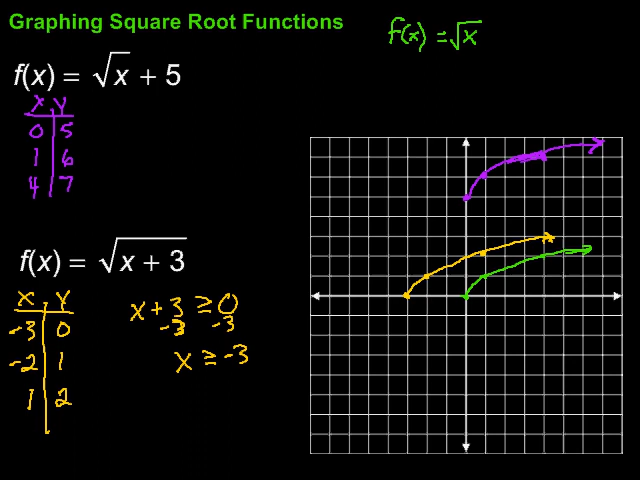 Graphing Square Root Functions
f(x) = √x
f(x) = √x + 5
x, y
0 5
1 6
4 7
f(x) = √(x + 3)
x, y
-3 0
-2 1
1 2
x + 3 ≥ 0
-3 -3
x ≥ -3